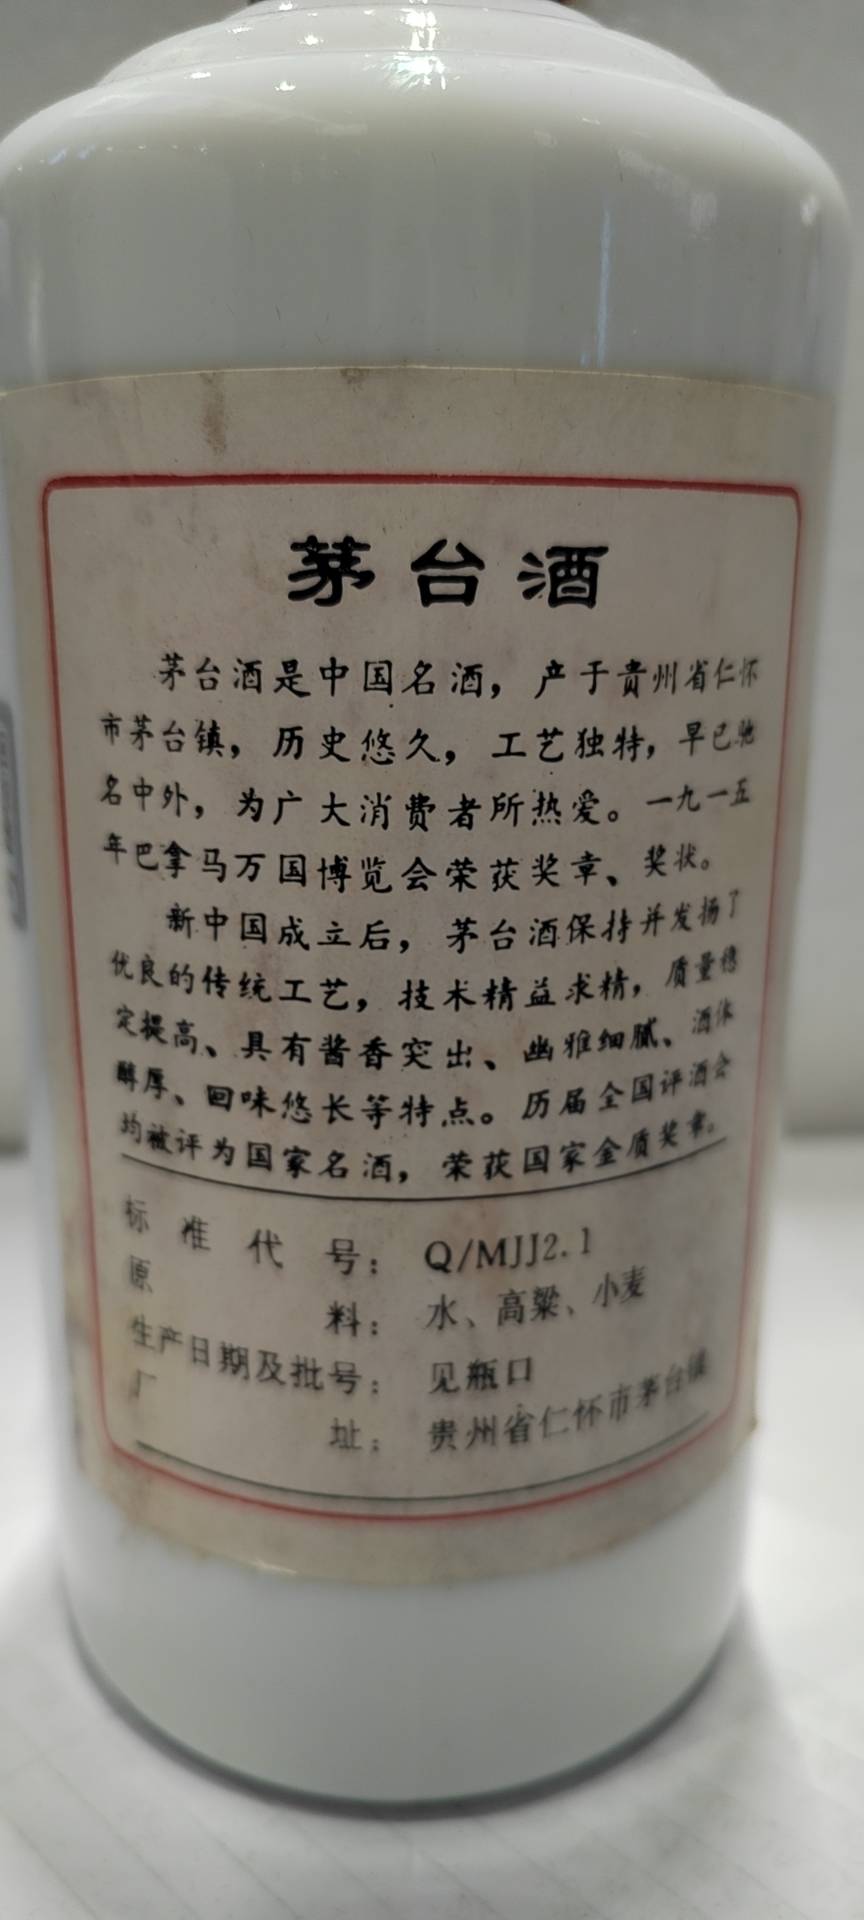 茅台酒
茅台酒是中国名酒，产于贵州省仁怀
市茅台镇，历史悠久，工艺独特，早已驰
名中外，为广大消费者所热爱。一九一五
年巴拿马万国博览会荣获奖章、奖状。
新中国成立后，茅台酒保持并发扬了
优良的传统工艺，技术精益求精，质量稳
定提高、具有酱香突出、幽雅细腻、酒体
醇厚、回味悠长等特点。历届全国评酒会
均被评为国家名酒，荣获国家金质奖章。
标准代号：Q/MJJ2.1
原料：水、高粱、小麦
生产日期及批号：见瓶口
厂址：贵州省仁怀市茅台镇